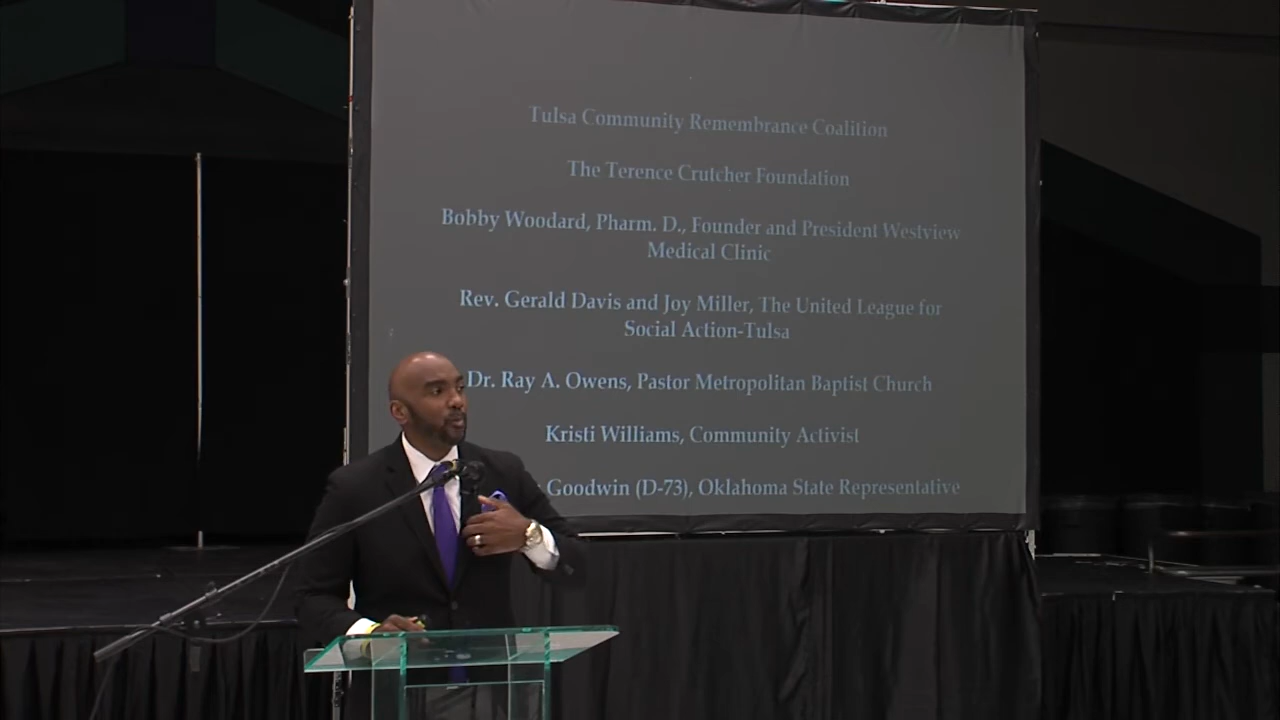 Tulsa Community Remembrance Coalition
The Terence Crutcher Foundation
Bobby Woodard, Pharm. D., Founder and President Westview
Medical Clinic
Rev. Gerald Davis and Joy Miller, The United League for
Social Action-Tulsa
Dr. Ray A. Owens, Pastor Metropolitan Baptist Church
Kristi Williams, Community Activist
Goodwin (D-73), Oklahoma State Representative